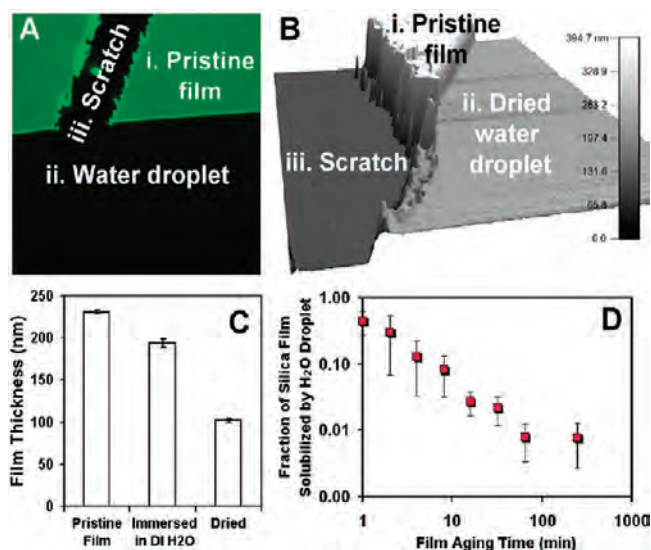 A
i. Pristine
film
iii. Scratch
ii. Water droplet
B
i. Pristine
film
ii. Dried
water
droplet
iii. Scratch
394.7 nm
328.9
263.2
197.4
131.6
65.8
0.0
C
Film Thickness (nm)
250
200
150
100
50
0
Pristine
Film
Immersed
in DI H2O
Dried
D
Fraction of Silica Film
Solubilized by H2O Droplet
1.00
0.10
0.01
0.00
1
10
100
1000
Film Aging Time (min)